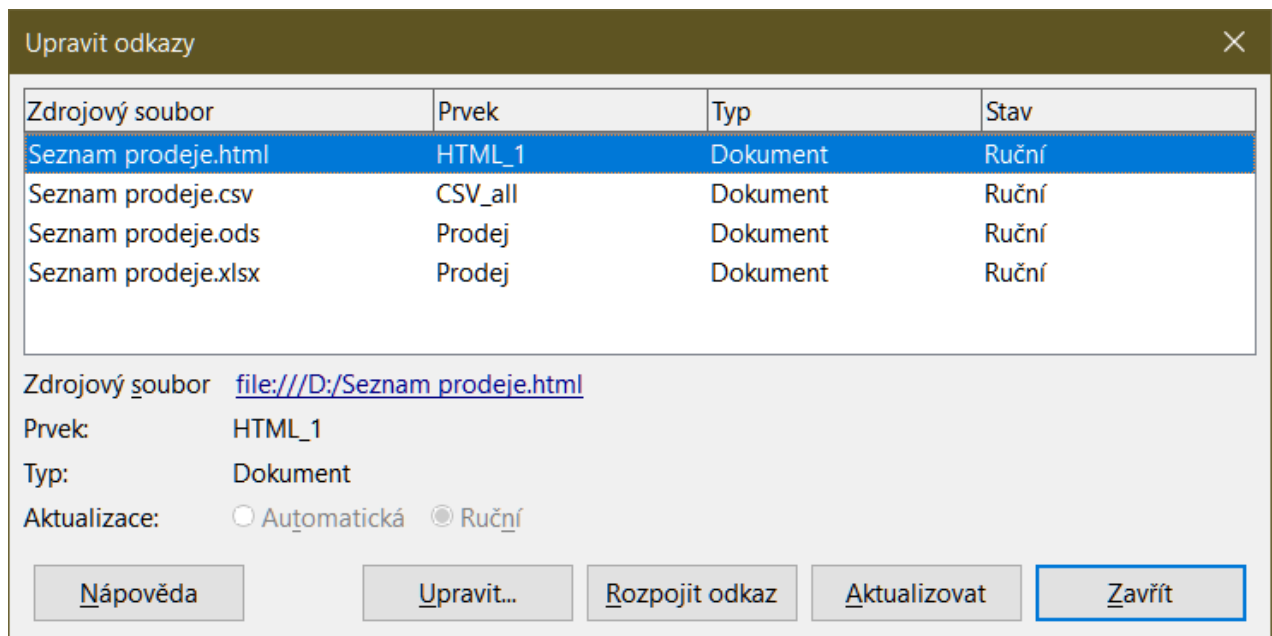 Upravit odkazy
Zdrojový soubor Prvek Typ Stav
Seznam prodeje.html HTML_1 Dokument Ruční
Seznam prodeje.csv CSV_all Dokument Ruční
Seznam prodeje.ods Prodej Dokument Ruční
Seznam prodeje.xlsx Prodej Dokument Ruční
Zdrojový soubor file:///D:/Seznam prodeje.html
Prvek: HTML_1
Typ: Dokument
Aktualizace: Automatická Ruční
Nápověda Upravit... Rozpojit odkaz Aktualizovat Zavřít